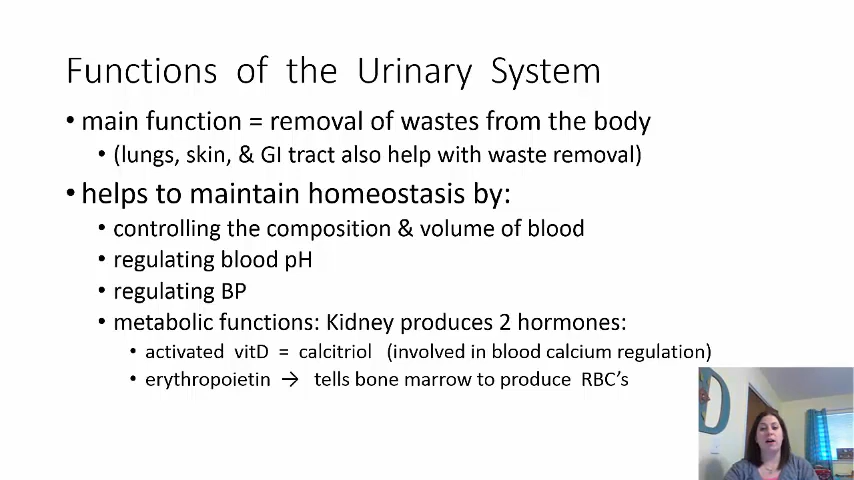 Functions of the Urinary System
• main function = removal of wastes from the body
• (lungs, skin, & GI tract also help with waste removal)
• helps to maintain homeostasis by:
• controlling the composition & volume of blood
• regulating blood pH
• regulating BP
• metabolic functions: Kidney produces 2 hormones:
• activated vitD = calcitriol (involved in blood calcium regulation)
• erythropoietin → tells bone marrow to produce RBC’s
D